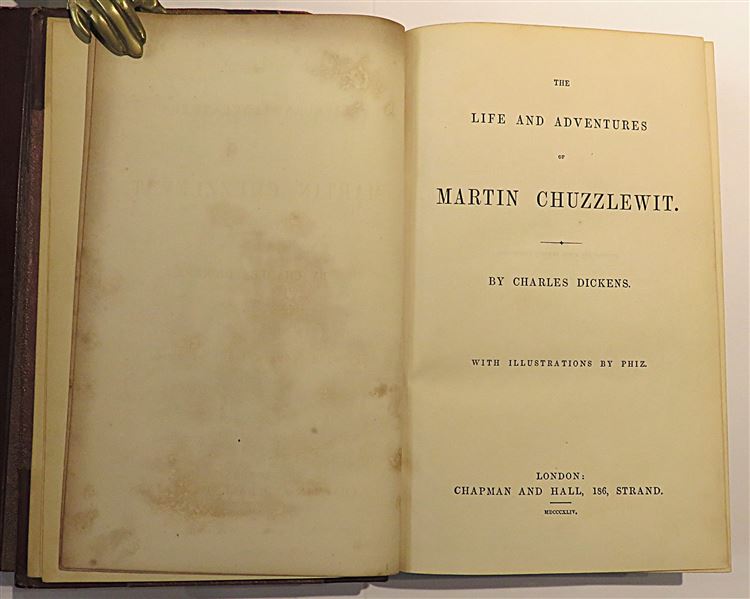 THE
LIFE AND ADVENTURES
OF
MARTIN CHUZZLEWIT.
BY CHARLES DICKENS.
WITH ILLUSTRATIONS BY PHIZ.
LONDON:
CHAPMAN AND HALL, 186, STRAND.
MDCCCXLIV.